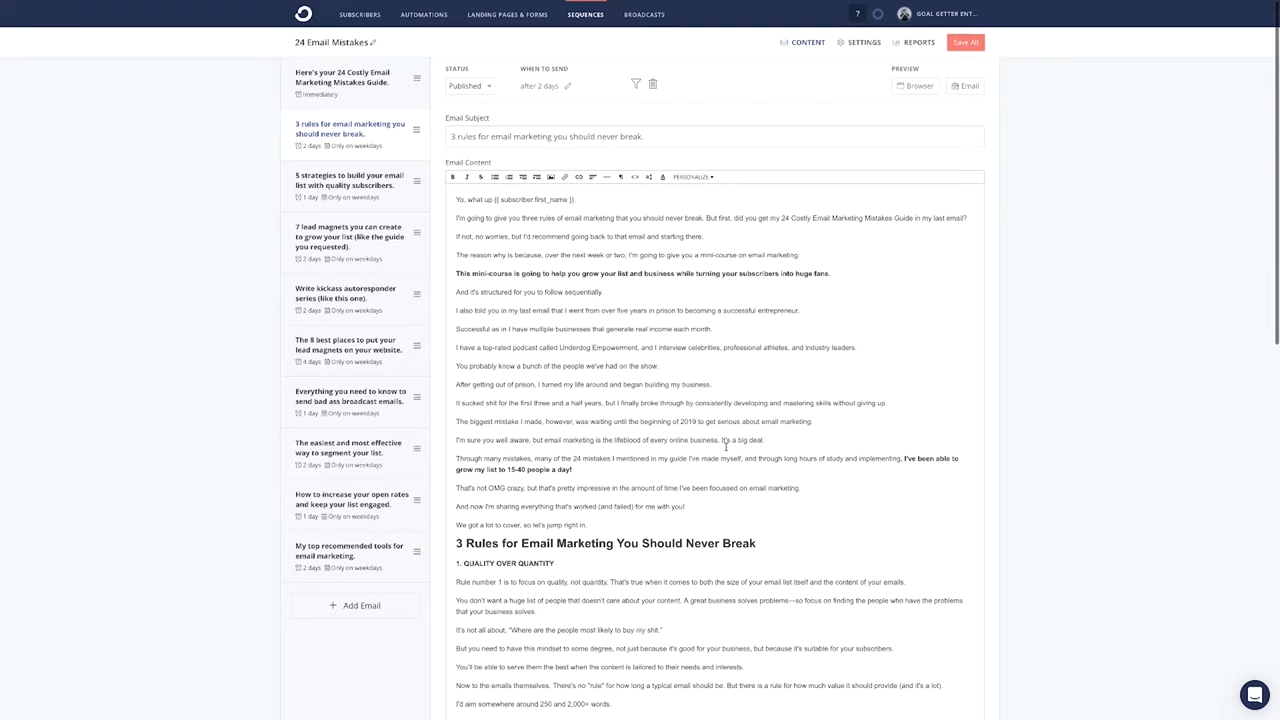 SUBSCRIBERS AUTOMATIONS LANDING PAGES & FORMS SEQUENCES BROADCASTS ? GOAL GETTER ENT...
24 Email Mistakes CONTENT SETTINGS REPORTS Save All
Here's your 24 Costly Email
Marketing Mistakes Guide.
Immediately
3 rules for email marketing you
should never break.
2 days Only on weekdays
5 strategies to build your email
list with quality subscribers.
1 day Only on weekdays
7 lead magnets you can create
to grow your list (like the guide
you requested).
2 days Only on weekdays
Write kickass autoresponder
series (like this one).
2 days Only on weekdays
The 8 best places to put your
lead magnets on your website.
4 days Only on weekdays
Everything you need to know to
send bad ass broadcast emails.
1 day Only on weekdays
The easiest and most effective
way to segment your list.
2 days Only on weekdays
How to increase your open rates
and keep your list engaged.
1 day Only on weekdays
My top recommended tools for
email marketing.
2 days Only on weekdays
+ Add Email
STATUS WHEN TO SEND PREVIEW
Published after 2 days Browser Email
Email Subject
3 rules for email marketing you should never break.
Email Content
B I S PERSONALIZE
Yo, what up {{ subscriber.first_name }}.
I'm going to give you three rules of email marketing that you should never break. But first, did you get my 24 Costly Email Marketing Mistakes Guide in my last email?
If not, no worries, but I'd recommend going back to that email and starting there.
The reason why is because, over the next week or two, I'm going to give you a mini-course on email marketing.
This mini-course is going to help you grow your list and business while turning your subscribers into huge fans.
And it's structured for you to follow sequentially.
I also told you in my last email that I went from over five years in prison to becoming a successful entrepreneur.
Successful as in I have multiple businesses that generate real income each month.
I have a top-rated podcast called Underdog Empowerment, and I interview celebrities, professional athletes, and industry leaders.
You probably know a bunch of the people we've had on the show.
After getting out of prison, I turned my life around and began building my business.
It sucked shit for the first three and a half years, but I finally broke through by consistently developing and mastering skills without giving up.
The biggest mistake I made, however, was waiting until the beginning of 2019 to get serious about email marketing.
I'm sure you well aware, but email marketing is the lifeblood of every online business. It's a big deal.
Through many mistakes, many of the 24 mistakes I mentioned in my guide I've made myself, and through long hours of study and implementing, I've been able to
grow my list to 15-40 people a day!
That's not OMG crazy, but that's pretty impressive in the amount of time I've been focussed on email marketing.
And now I'm sharing everything that's worked (and failed) for me with you!
We got a lot to cover, so let's jump right in.
3 Rules for Email Marketing You Should Never Break
1. QUALITY OVER QUANTITY
Rule number 1 is to focus on quality, not quantity. That's true when it comes to both the size of your email list itself and the content of your emails.
You don't want a huge list of people that doesn't care about your content. A great business solves problems—so focus on finding the people who have the problems
that your business solves.
It's not all about, "Where are the people most likely to buy my shit."
But you need to have this mindset to some degree, not just because it's good for your business, but because it's suitable for your subscribers.
You'll be able to serve them the best when the content is tailored to their needs and interests.
Now to the emails themselves. There's no "rule" for how long a typical email should be. But there is a rule for how much value it should provide (and it's a lot).
I'd aim somewhere around 250 and 2,000+ words.